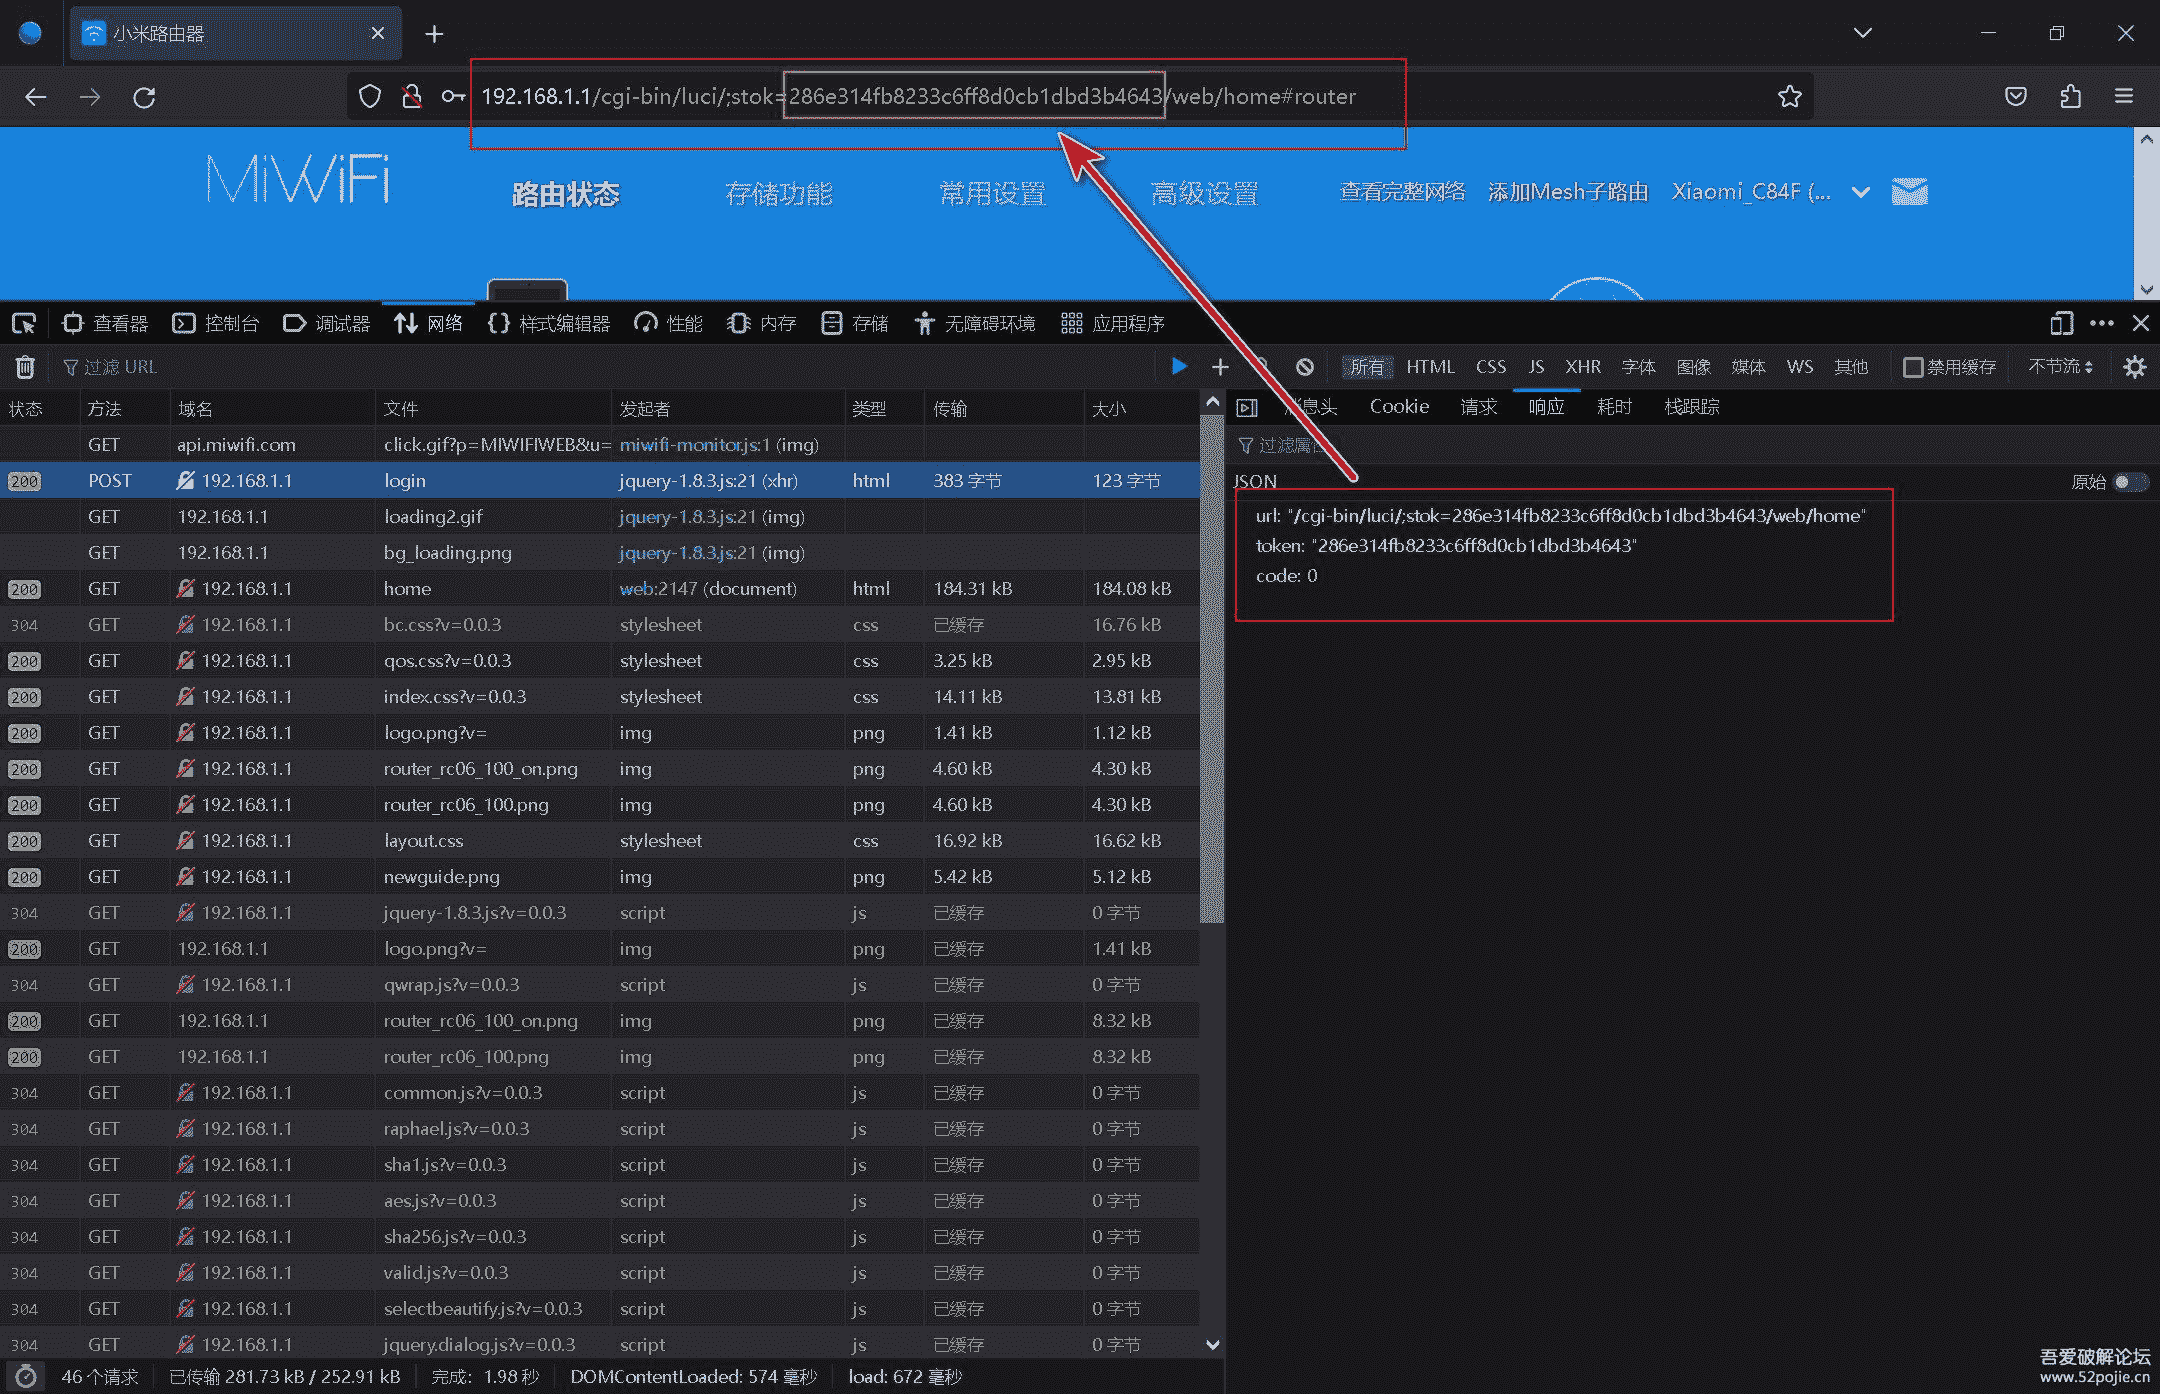 小米路由器
192.168.1.1/cgi-bin/luci/;stok=286e314fb8233c6ff8d0cb1dbd3b4643/web/home#router
MiWiFi 路由状态 存储功能 常用设置 高级设置 查看完整网络 添加Mesh子路由 Xiaomi_C84F (...
查看器 控制台 调试器 网络 样式编辑器 性能 内存 存储 无障碍环境 应用程序
过滤 URL 所有 HTML CSS JS XHR 字体 图像 媒体 WS 其他 禁用缓存 不节流
状态 方法 域名 文件 发起者 类型 传输 大小
息头 Cookie 请求 响应 耗时 栈跟踪
GET api.miwifi.com click.gif?p=MIWIFIWEB&u= miwifi-monitor.js:1 (img)
过滤属
200 POST 192.168.1.1 login jquery-1.8.3.js:21 (xhr) html 383 字节 123 字节
JSON 原始
url: "/cgi-bin/luci/;stok=286e314fb8233c6ff8d0cb1dbd3b4643/web/home"
token: "286e314fb8233c6ff8d0cb1dbd3b4643"
code: 0
GET 192.168.1.1 loading2.gif jquery-1.8.3.js:21 (img)
GET 192.168.1.1 bg_loading.png jquery-1.8.3.js:21 (img)
200 GET 192.168.1.1 home web:2147 (document) html 184.31 kB 184.08 kB
304 GET 192.168.1.1 bc.css?v=0.0.3 stylesheet css 已缓存 16.76 kB
200 GET 192.168.1.1 qos.css?v=0.0.3 stylesheet css 3.25 kB 2.95 kB
200 GET 192.168.1.1 index.css?v=0.0.3 stylesheet css 14.11 kB 13.81 kB
200 GET 192.168.1.1 logo.png?v= img png 1.41 kB 1.12 kB
200 GET 192.168.1.1 router_rc06_100_on.png img png 4.60 kB 4.30 kB
200 GET 192.168.1.1 router_rc06_100.png img png 4.60 kB 4.30 kB
200 GET 192.168.1.1 layout.css stylesheet css 16.92 kB 16.62 kB
200 GET 192.168.1.1 newguide.png img png 5.42 kB 5.12 kB
304 GET 192.168.1.1 jquery-1.8.3.js?v=0.0.3 script js 已缓存 0 字节
200 GET 192.168.1.1 logo.png?v= img png 已缓存 1.41 kB
304 GET 192.168.1.1 qwrap.js?v=0.0.3 script js 已缓存 0 字节
200 GET 192.168.1.1 router_rc06_100_on.png img png 已缓存 8.32 kB
200 GET 192.168.1.1 router_rc06_100.png img png 已缓存 8.32 kB
304 GET 192.168.1.1 common.js?v=0.0.3 script js 已缓存 0 字节
304 GET 192.168.1.1 raphael.js?v=0.0.3 script js 已缓存 0 字节
304 GET 192.168.1.1 sha1.js?v=0.0.3 script js 已缓存 0 字节
304 GET 192.168.1.1 aes.js?v=0.0.3 script js 已缓存 0 字节
304 GET 192.168.1.1 sha256.js?v=0.0.3 script js 已缓存 0 字节
304 GET 192.168.1.1 valid.js?v=0.0.3 script js 已缓存 0 字节
304 GET 192.168.1.1 selectbeautify.js?v=0.0.3 script js 已缓存 0 字节
304 GET 192.168.1.1 jquery.dialog.js?v=0.0.3 script js 已缓存 0 字节
46 个请求 已传输 281.73 kB / 252.91 kB 完成：1.98 秒 DOMContentLoaded: 574 毫秒 load: 672 毫秒
吾爱破解论坛
www.52pojie.cn